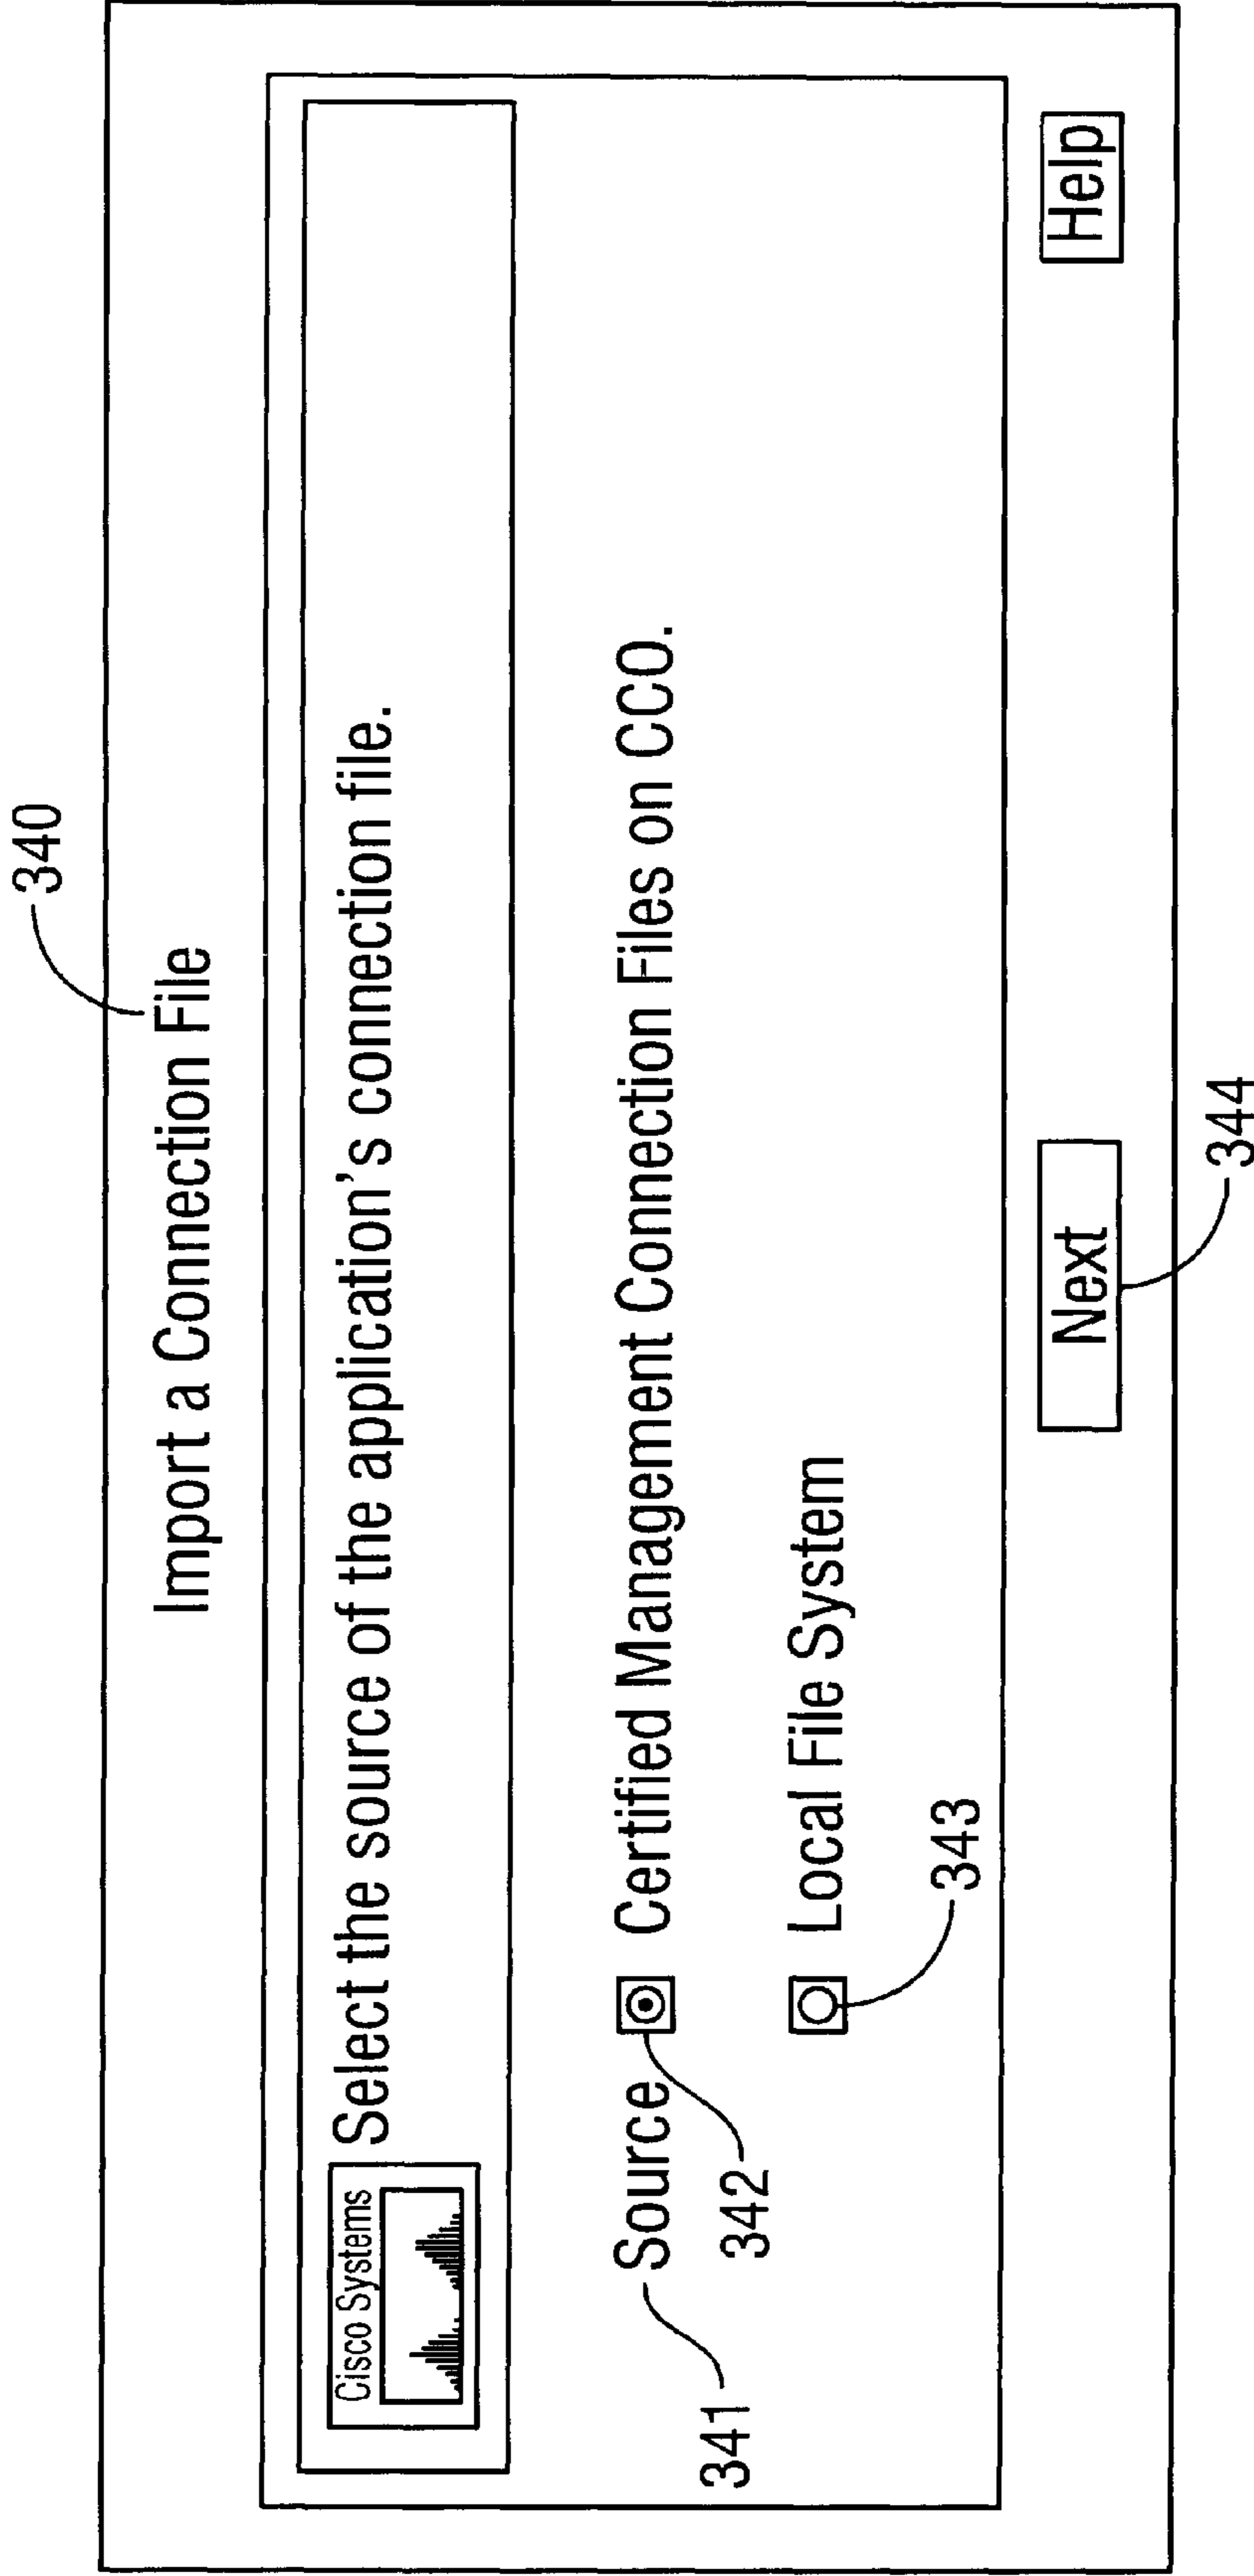 340
Import a Connection File
Cisco Systems
Select the source of the application's connection file.
341
Source
342
Certified Management Connection Files on CCO.
Local File System
343
Next
Help
344